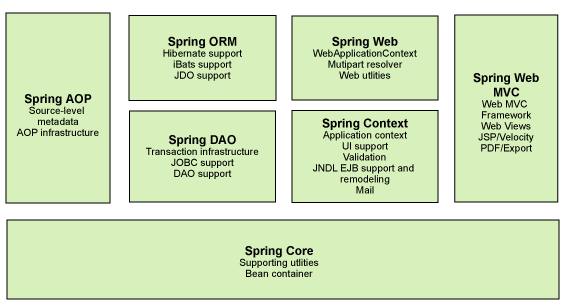 Spring AOP
Source-level
metadata
AOP infrastructure
Spring ORM
Hibernate support
iBats support
JDO support
Spring DAO
Transaction infrastructure
JOBC support
DAO support
Spring Web
WebApplicationContext
Mutipart resolver
Web utlities
Spring Context
Application context
UI support
Validation
JNDL EJB support and
remodeling
Mail
Spring Web
MVC
Web MVC
Framework
Web Views
JSP/Velocity
PDF/Export
Spring Core
Supporting utlities
Bean container